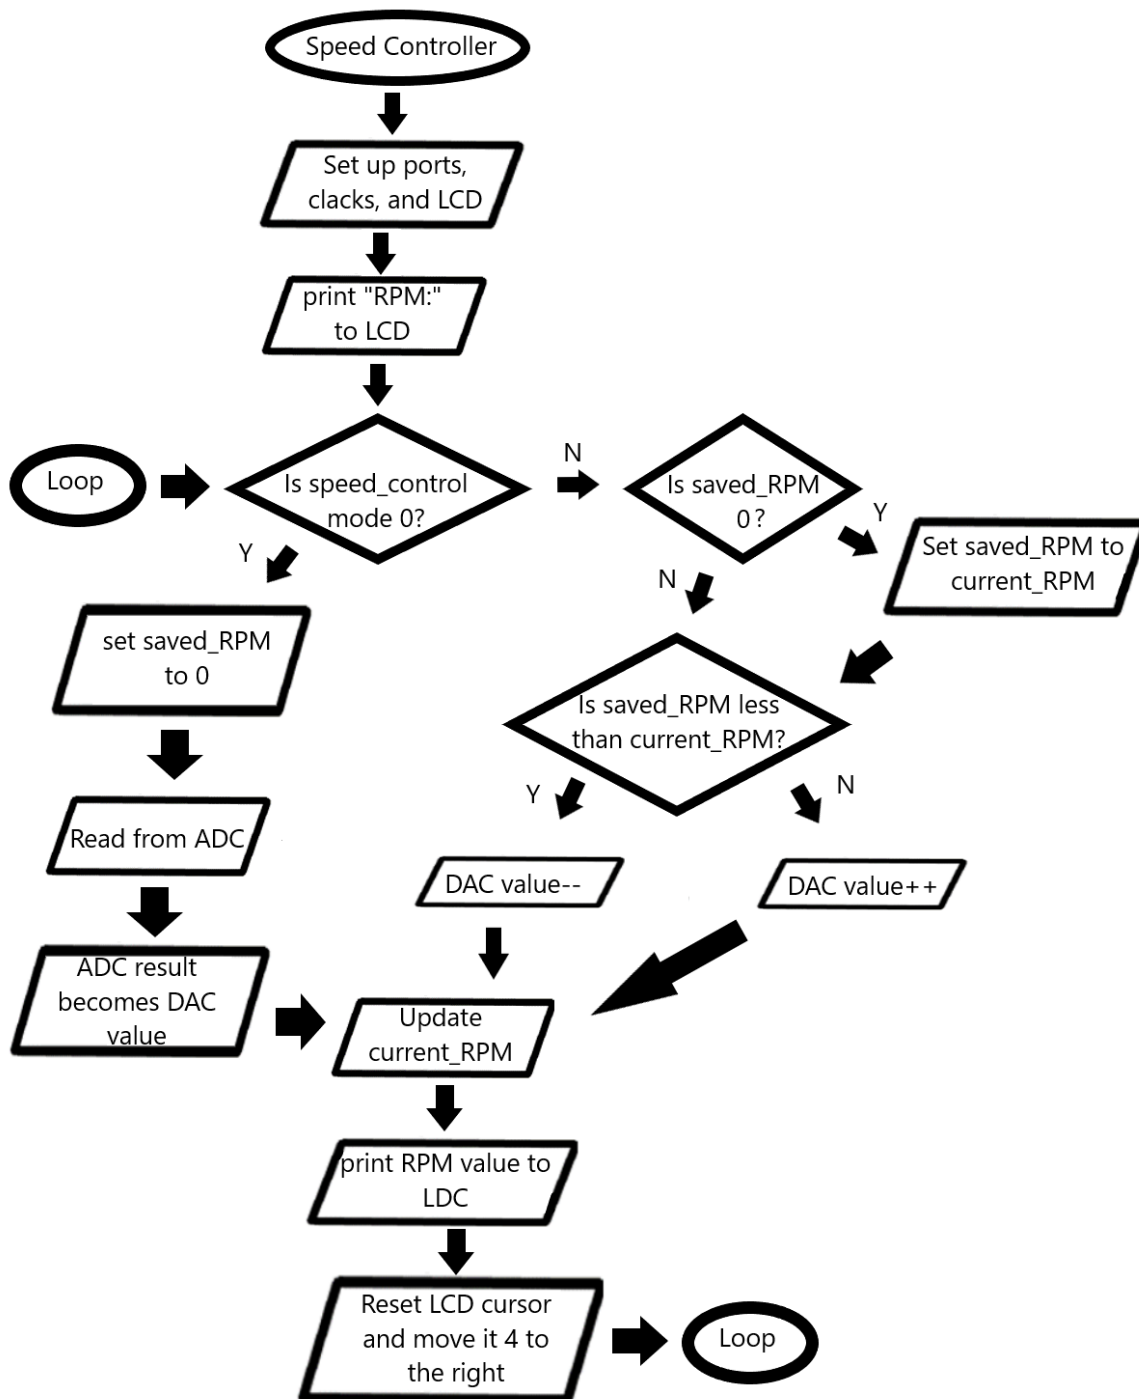 Speed Controller
Set up ports,
clacks, and LCD
print "RPM:"
to LCD
Loop
Is speed_control
mode 0?
N
Is saved_RPM
0?
Y
Set saved_RPM to
current_RPM
Y
N
set saved_RPM
to 0
Is saved_RPM less
than current_RPM?
Y
N
Read from ADC
DAC value--
DAC value++
ADC result
becomes DAC
value
Update
current_RPM
print RPM value to
LDC
Reset LCD cursor
and move it 4 to
the right
Loop